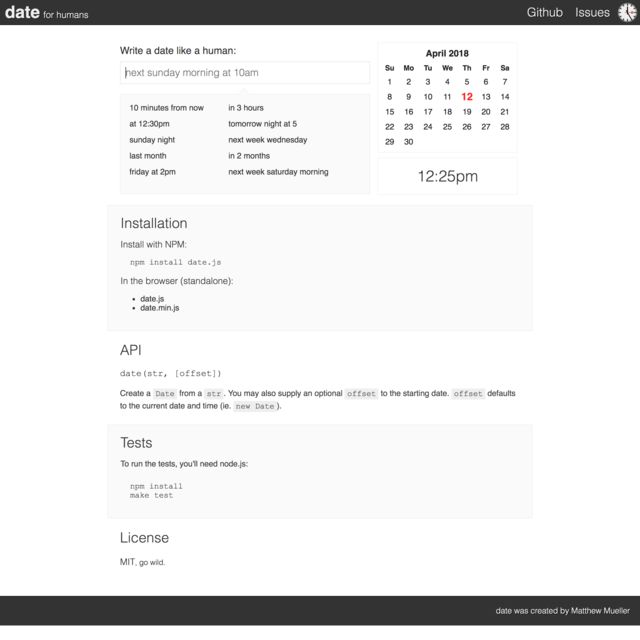 date for humans
Github Issues
Write a date like a human:
next sunday morning at 10am
10 minutes from now in 3 hours
at 12:30pm tomorrow night at 5
sunday night next week wednesday
last month in 2 months
friday at 2pm next week saturday morning
April 2018
Su Mo Tu We Th Fr Sa
1 2 3 4 5 6 7
8 9 10 11 12 13 14
15 16 17 18 19 20 21
22 23 24 25 26 27 28
29 30
12:25pm
Installation
Install with NPM:
npm install date.js
In the browser (standalone):
• date.js
• date.min.js
API
date(str, [offset])
Create a Date from a str. You may also supply an optional offset to the starting date. offset defaults
to the current date and time (ie. new Date).
Tests
To run the tests, you'll need node.js:
npm install
make test
License
MIT, go wild.
date was created by Matthew Mueller